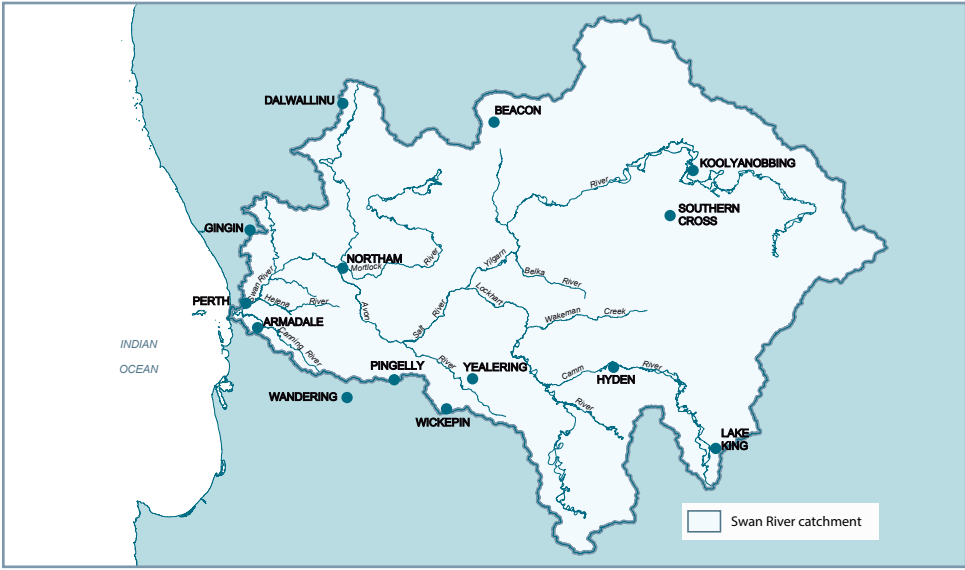 DALWALLINU
BEACON
KOOLYANOBBING
River
SOUTHERN
CROSS
GINGIN
NORTHAM
Mortlock
River
Yilgarn
Belka
River
Swan River
PERTH
Helena
River
Avon
Lockhart
Salt
River
Wakeman
Creek
ARMADALE
Canning
River
INDIAN
OCEAN
PINGELLY
River
YEALERING
Camm
HYDEN
River
WANDERING
WICKEPIN
River
LAKE
KING
Swan River catchment